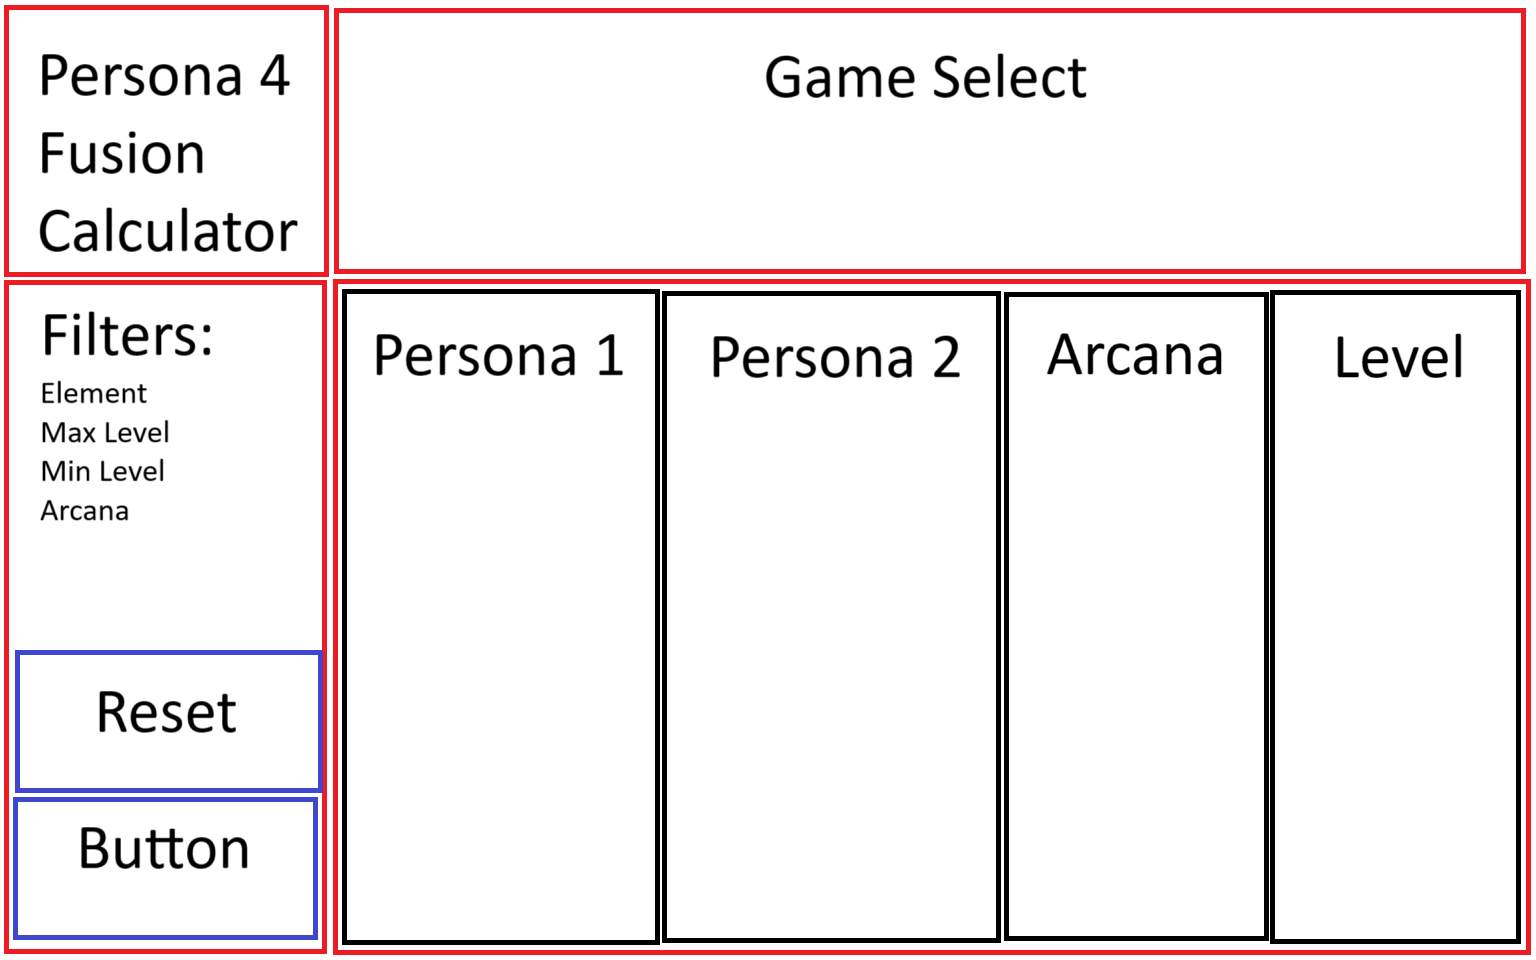 Persona 4
Fusion
Calculator
Game Select
Filters:
Element
Max Level
Min Level
Arcana
Reset
Button
Persona 1
Persona 2
Arcana
Level